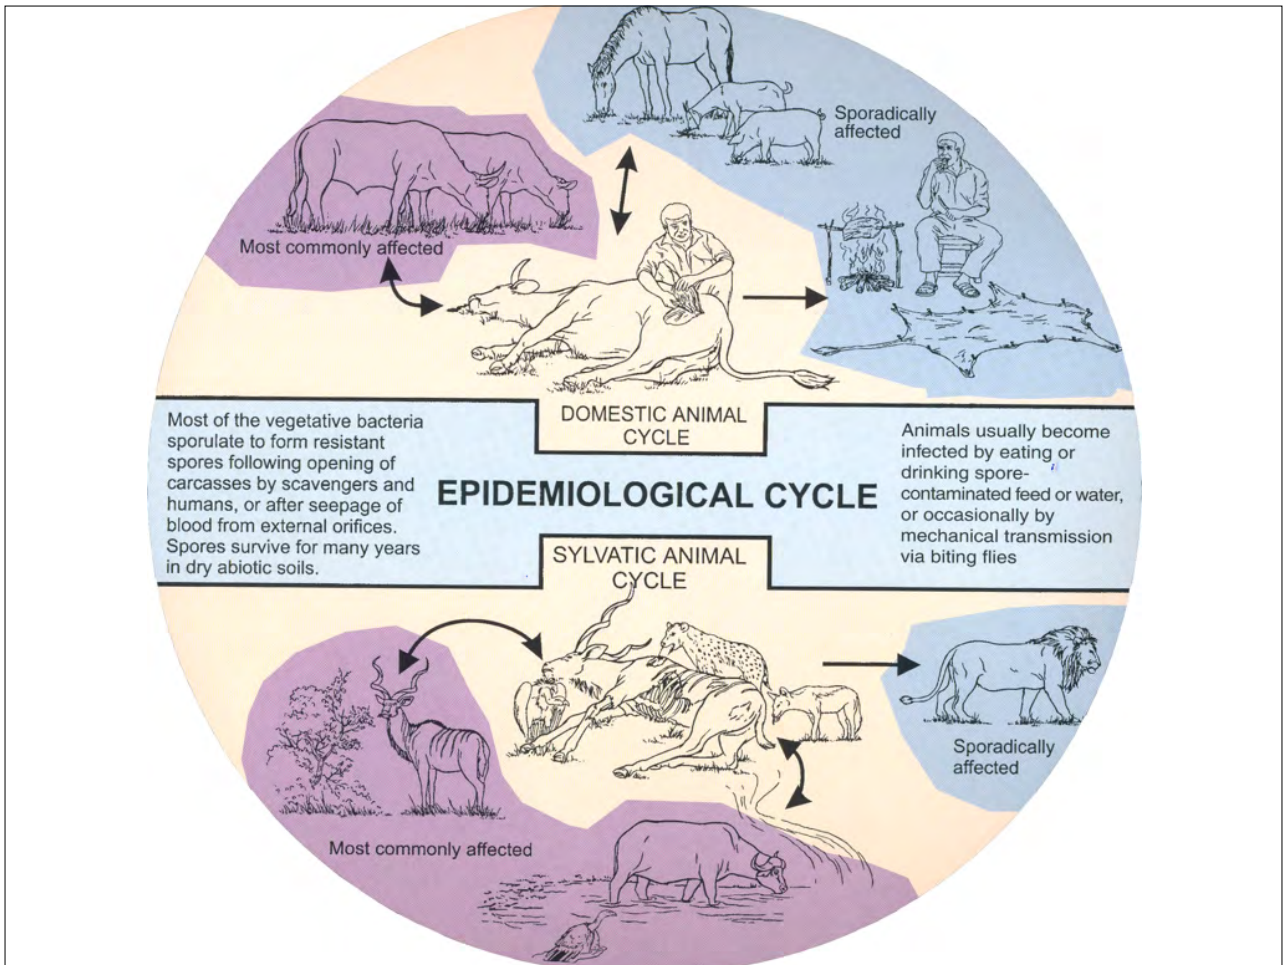 Sporadically
affected
Most commonly affected
DOMESTIC ANIMAL
CYCLE
Most of the vegetative bacteria
sporulate to form resistant
spores following opening of
carcasses by scavengers and
humans, or after seepage of
blood from external orifices.
Spores survive for many years
in dry abiotic soils.
EPIDEMIOLOGICAL CYCLE
Animals usually become
infected by eating or
drinking spore-
contaminated feed or water,
or occasionally by
mechanical transmission
via biting flies
SYLVATIC ANIMAL
CYCLE
Sporadically
affected
Most commonly affected